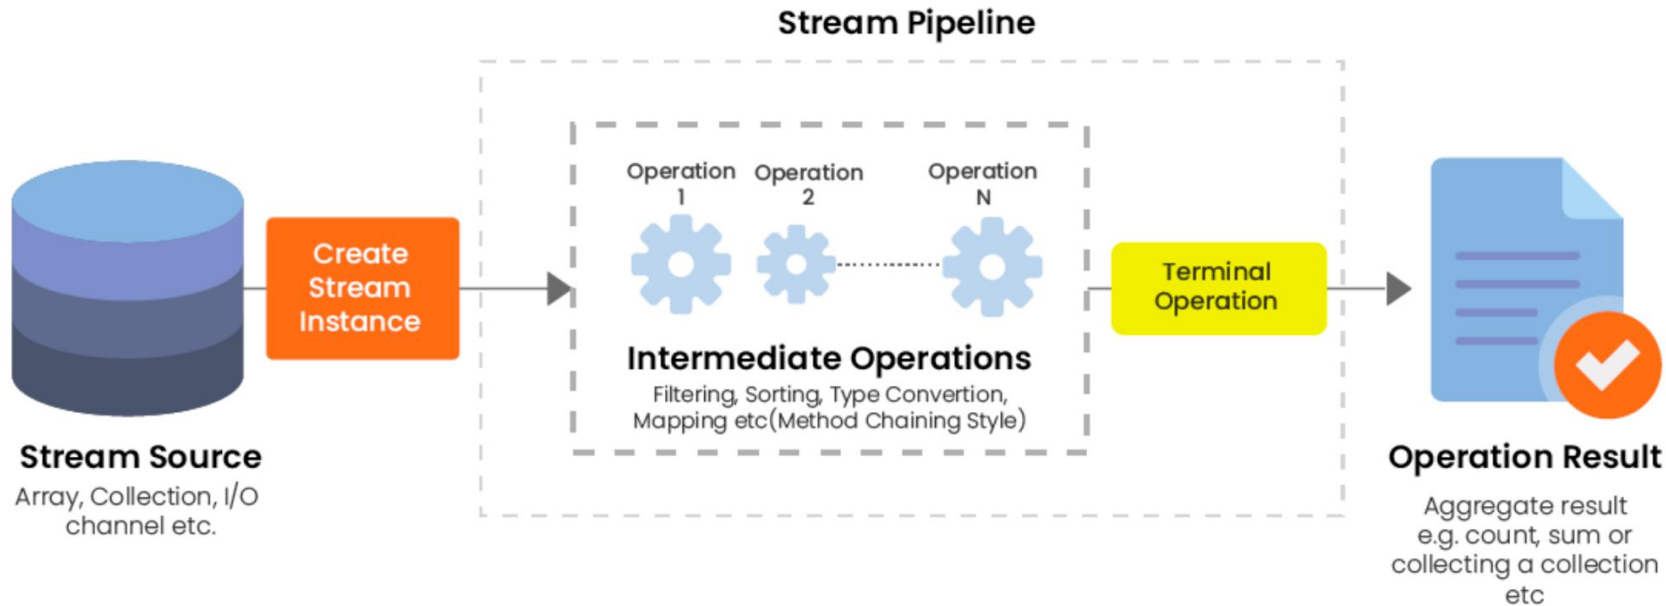 Stream Pipeline
Operation
1
Operation
2
Operation
N
Create
Stream
Instance
Terminal
Operation
Intermediate Operations
Filtering, Sorting, Type Convertion,
Mapping etc(Method Chaining Style)
Stream Source
Array, Collection, I/O
channel etc.
Operation Result
Aggregate result
e.g. count, sum or
collecting a collection
etc